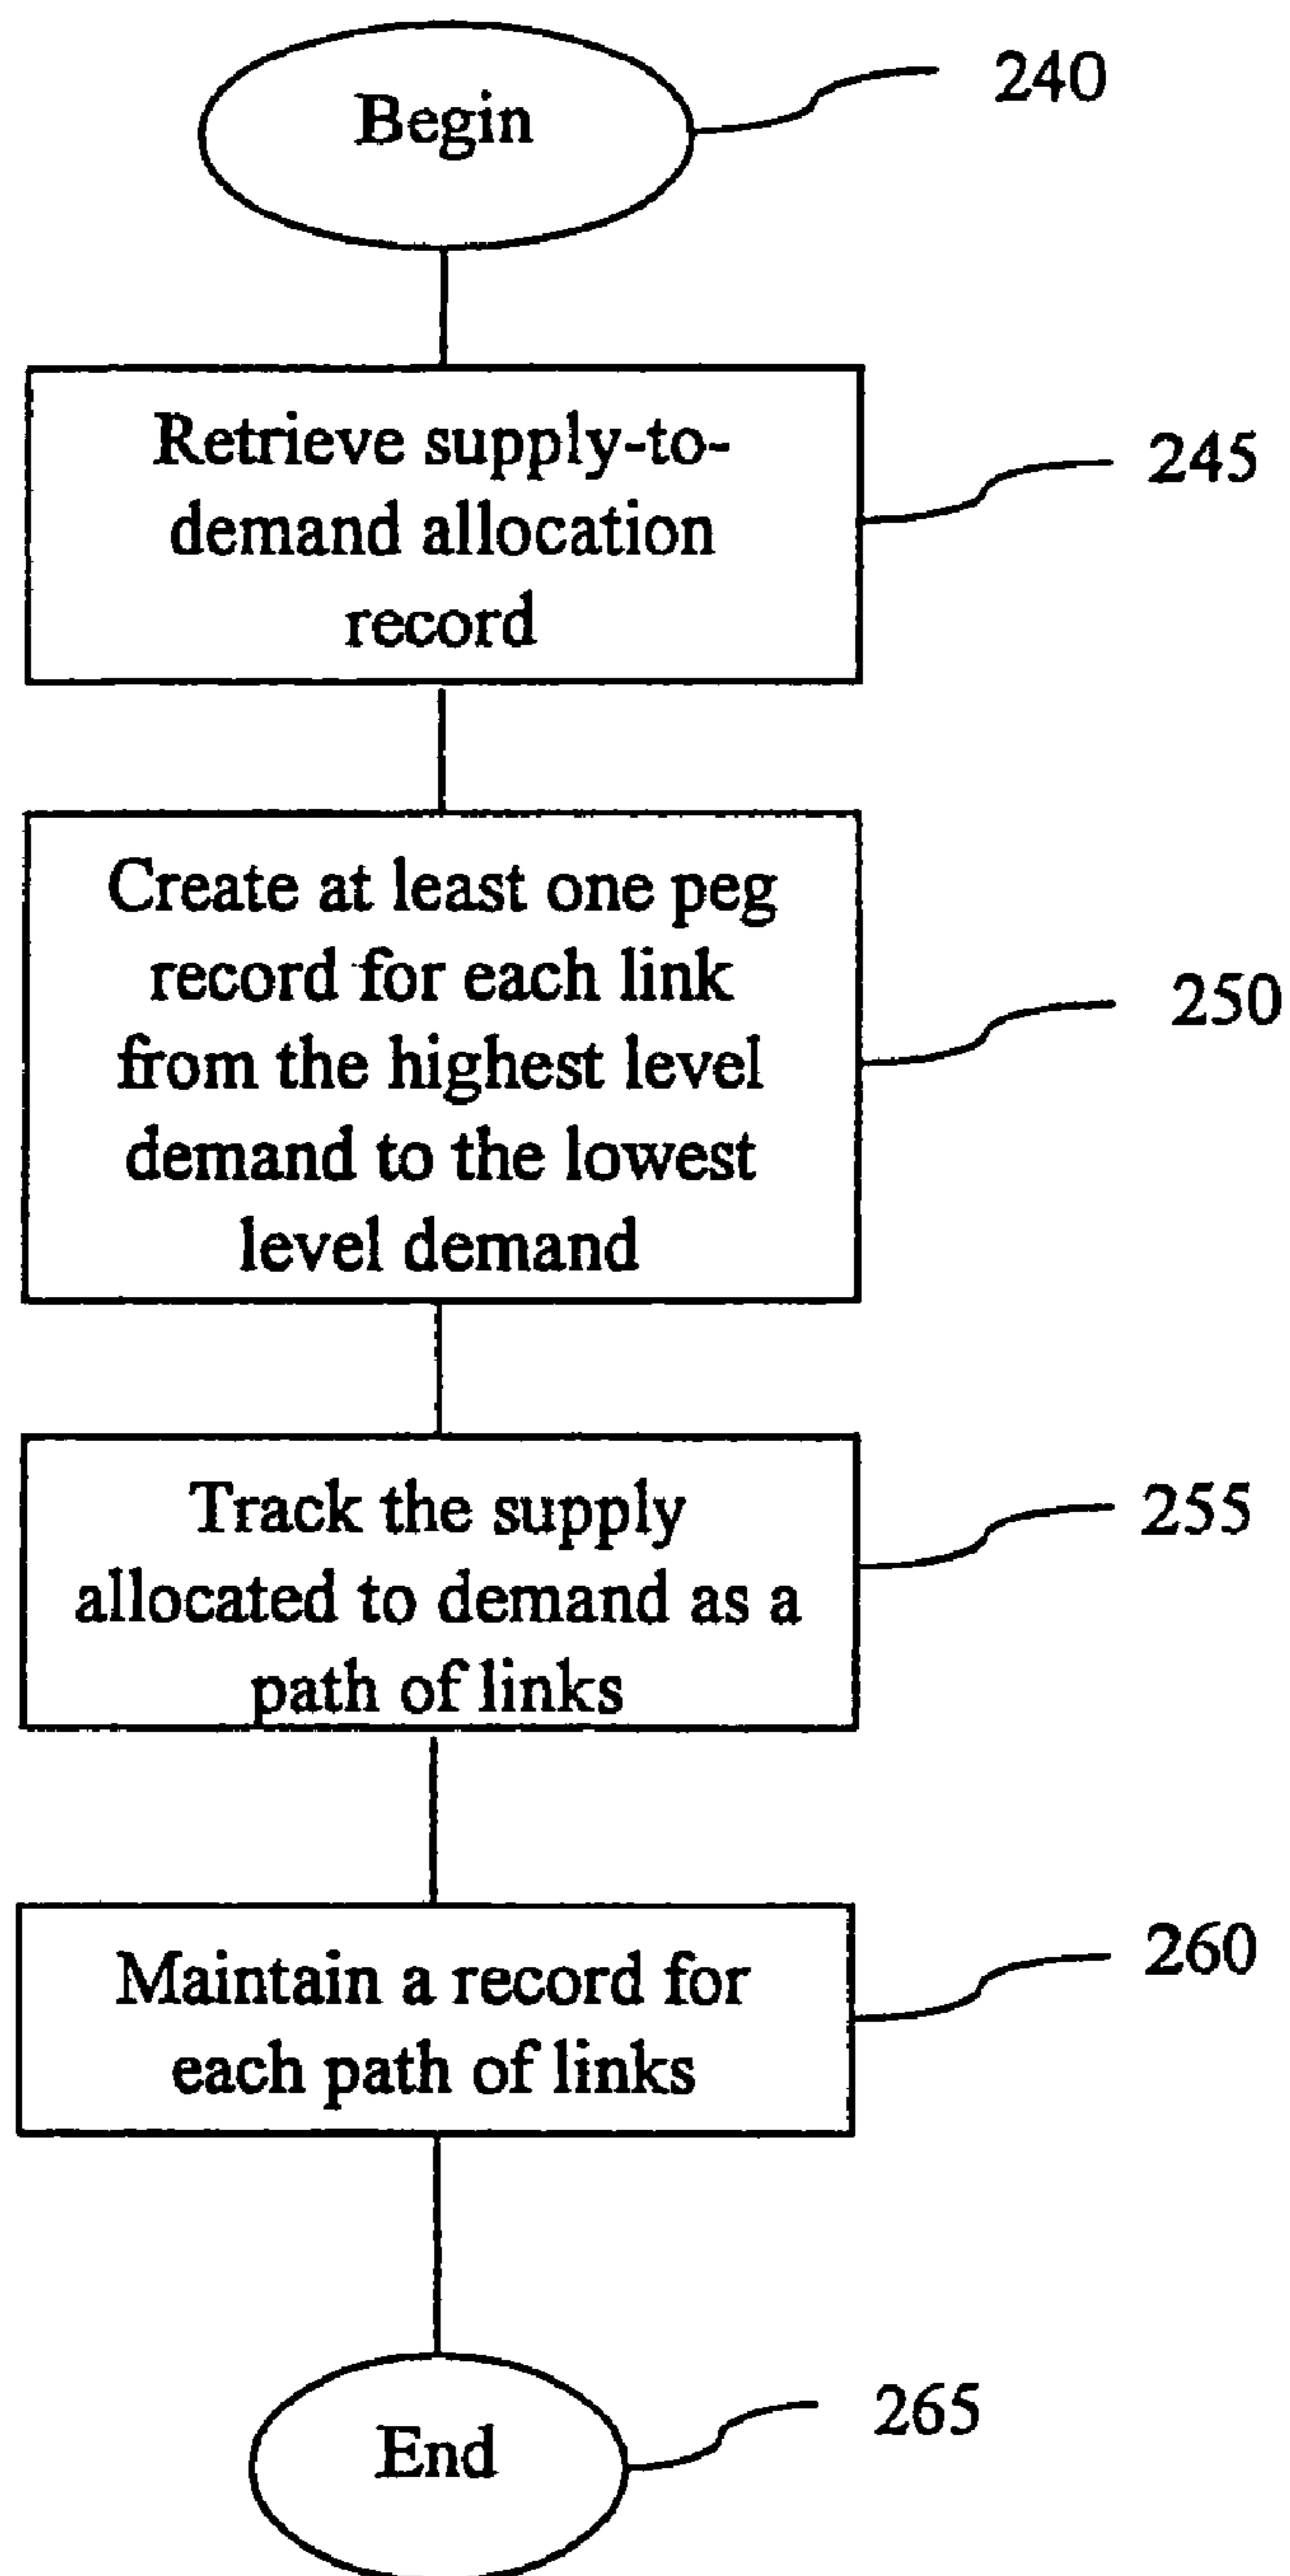 Begin
240
Retrieve supply-to-
demand allocation
record
245
Create at least one peg
record for each link
from the highest level
demand to the lowest
level demand
250
Track the supply
allocated to demand as a
path of links
255
Maintain a record for
each path of links
260
End
265